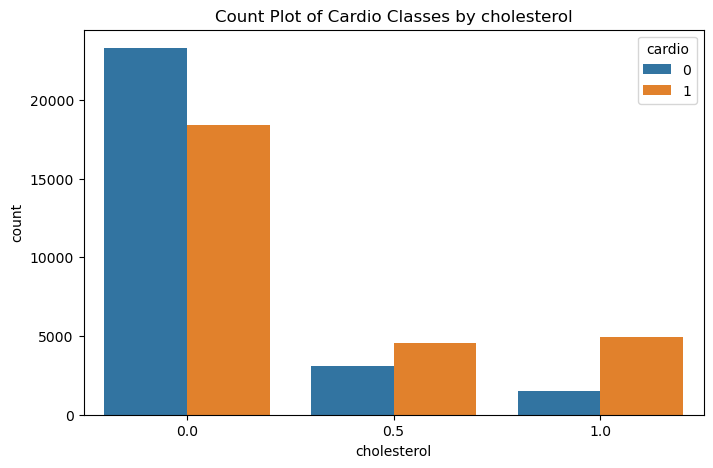 Count Plot of Cardio Classes by cholesterol
cardio
0
1
20000
15000
10000
5000
0
count
0.0
0.5
1.0
cholesterol